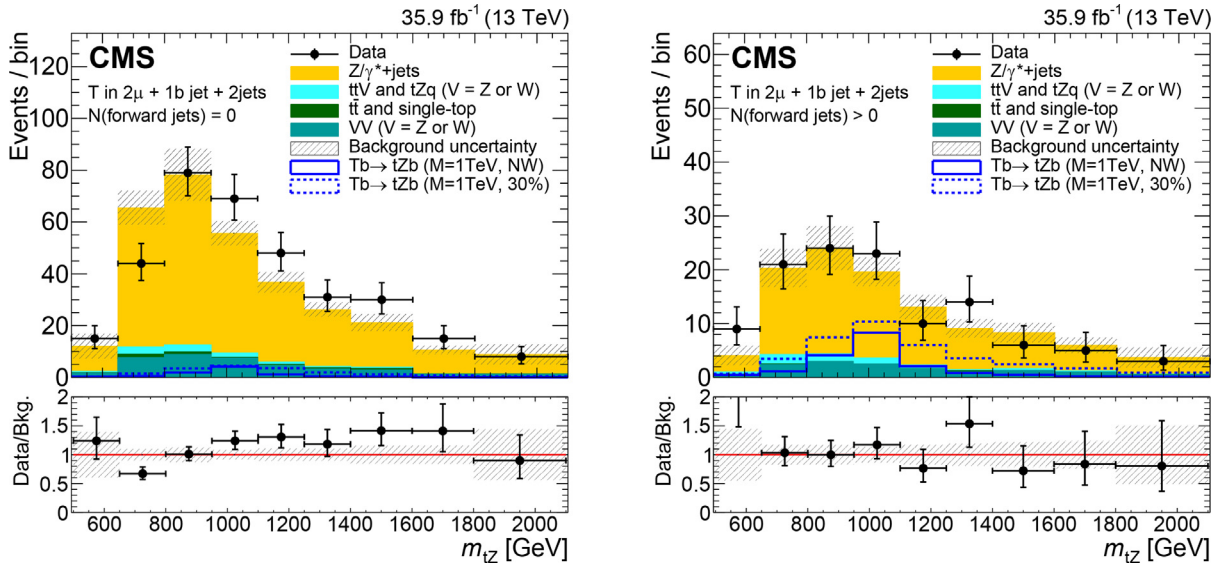 35.9 fb⁻¹ (13 TeV)
CMS
T in 2μ + 1b jet + 2jets
N(forward jets) = 0
Data
Z/γ*+jets
ttV and tZq (V = Z or W)
tt̄ and single-top
VV (V = Z or W)
Background uncertainty
Tb→ tZb (M=1TeV, NW)
Tb→ tZb (M=1TeV, 30%)
Events / bin
120
100
80
60
40
20
0
Data/Bkg.
2
1.5
1
0.5
0
600 800 1000 1200 1400 1600 1800 2000
m_tZ [GeV]
35.9 fb⁻¹ (13 TeV)
CMS
T in 2μ + 1b jet + 2jets
N(forward jets) > 0
Data
Z/γ*+jets
ttV and tZq (V = Z or W)
tt̄ and single-top
VV (V = Z or W)
Background uncertainty
Tb→ tZb (M=1TeV, NW)
Tb→ tZb (M=1TeV, 30%)
Events / bin
60
50
40
30
20
10
0
Data/Bkg.
2
1.5
1
0.5
0
600 800 1000 1200 1400 1600 1800 2000
m_tZ [GeV]